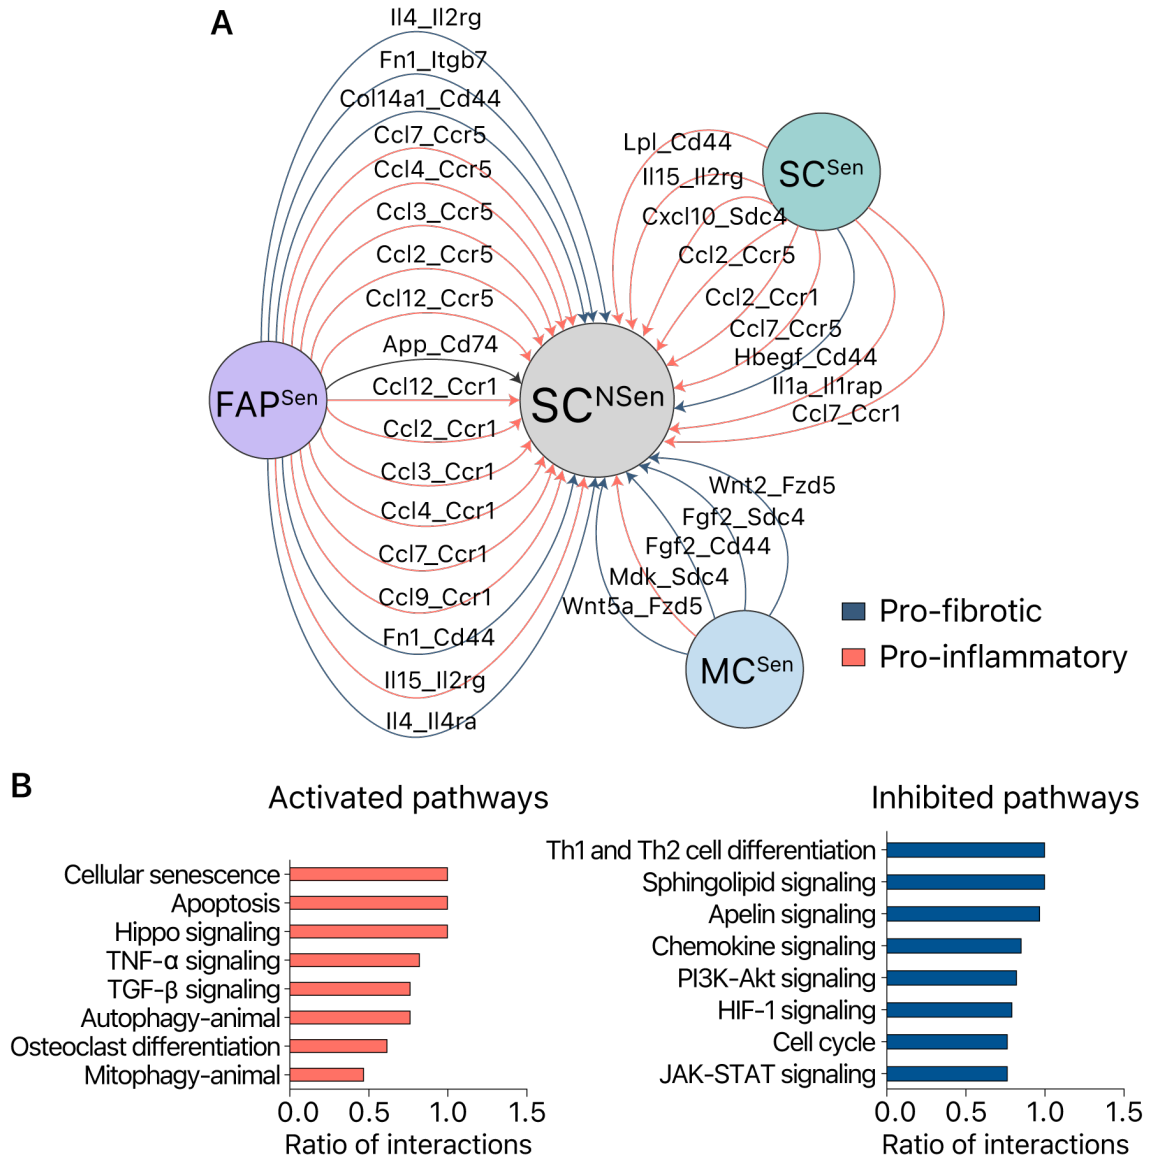 A
Il4_Il2rg
Fn1_Itgb7
Col14a1_Cd44
Ccl7_Ccr5
Ccl4_Ccr5
Ccl3_Ccr5
Ccl2_Ccr5
Ccl12_Ccr5
App_Cd74
Ccl12_Ccr1
Ccl2_Ccr1
Ccl3_Ccr1
Ccl4_Ccr1
Ccl7_Ccr1
Ccl9_Ccr1
Fn1_Cd44
Il15_Il2rg
Il4_Il4ra
FAPSen
SCNSen
SCSen
Lpl_Cd44
Il15_Il2rg
Cxcl10_Sdc4
Ccl2_Ccr5
Ccl2_Ccr1
Ccl7_Ccr5
Hbegf_Cd44
Il1a_Il1rap
Ccl7_Ccr1
Wnt2_Fzd5
Fgf2_Sdc4
Fgf2_Cd44
Mdk_Sdc4
Wnt5a_Fzd5
MCSen
Pro-fibrotic
Pro-inflammatory
B
Activated pathways
Cellular senescence
Apoptosis
Hippo signaling
TNF-α signaling
TGF-β signaling
Autophagy-animal
Osteoclast differentiation
Mitophagy-animal
0.0 0.5 1.0 1.5
Ratio of interactions
Inhibited pathways
Th1 and Th2 cell differentiation
Sphingolipid signaling
Apelin signaling
Chemokine signaling
PI3K-Akt signaling
HIF-1 signaling
Cell cycle
JAK-STAT signaling
0.0 0.5 1.0 1.5
Ratio of interactions